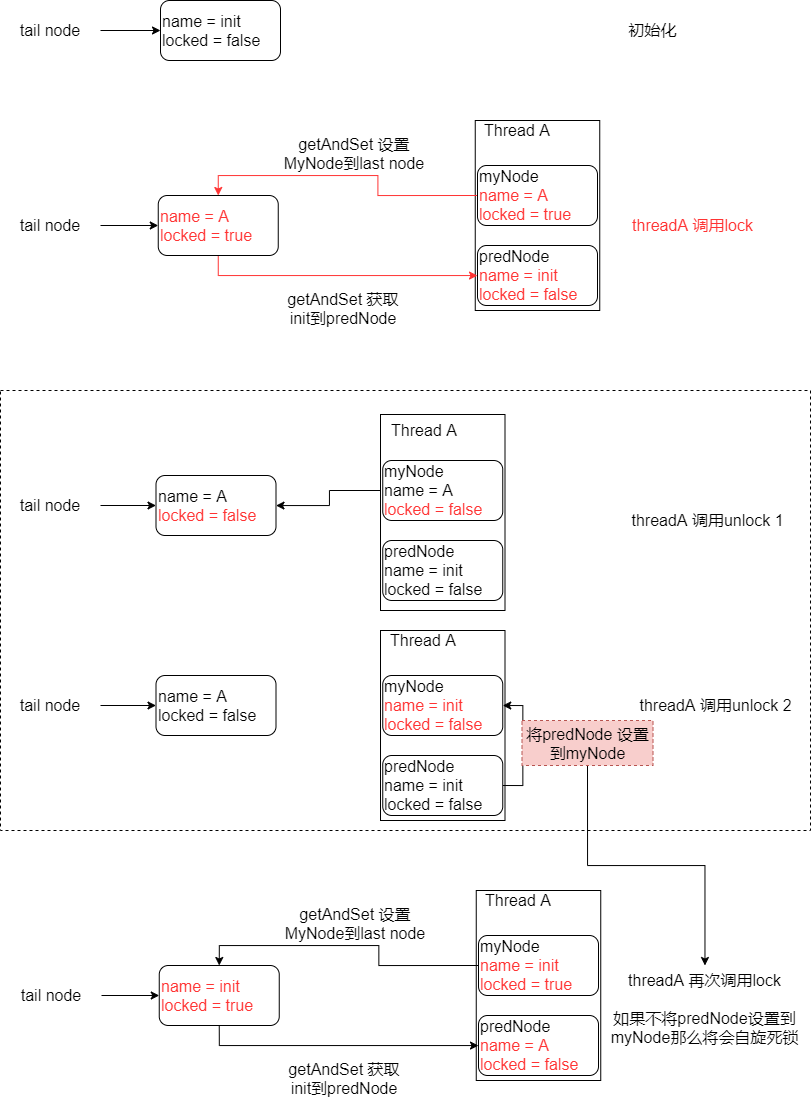 tail node
name = init
locked = false
初始化
getAndSet 设置
MyNode到last node
Thread A
myNode
name = A
locked = true
tail node
name = A
locked = true
threadA 调用lock
predNode
name = init
locked = false
getAndSet 获取
init到predNode
Thread A
myNode
name = A
locked = false
tail node
name = A
locked = false
threadA 调用unlock 1
predNode
name = init
locked = false
Thread A
myNode
name = init
locked = false
tail node
name = A
locked = false
threadA 调用unlock 2
将predNode 设置
到myNode
predNode
name = init
locked = false
getAndSet 设置
MyNode到last node
Thread A
myNode
name = init
locked = true
tail node
name = init
locked = true
threadA 再次调用lock
如果不将predNode设置到
myNode那么将会自旋死锁
predNode
name = A
locked = false
getAndSet 获取
init到predNode